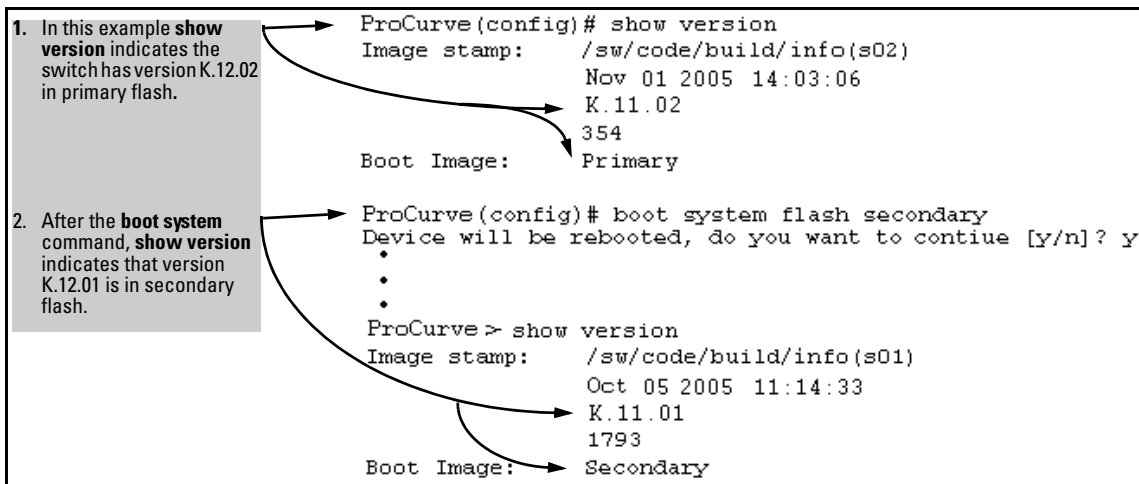 1. In this example show
version indicates the
switch has version K.12.02
in primary flash.
ProCurve(config)# show version
Image stamp: /sw/code/build/info(s02)
Nov 01 2005 14:03:06
K.11.02
354
Boot Image: Primary
2. After the boot system
command, show version
indicates that version
K.12.01 is in secondary
flash.
ProCurve(config)# boot system flash secondary
Device will be rebooted, do you want to contiue [y/n]? y
ProCurve> show version
Image stamp: /sw/code/build/info(s01)
Oct 05 2005 11:14:33
K.11.01
1793
Boot Image: Secondary